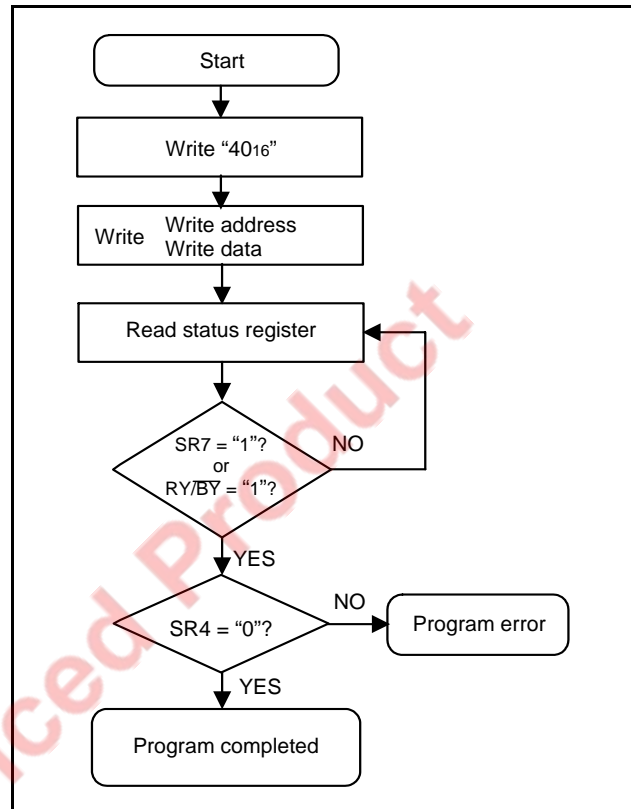 Start
Write “4016”
Write Write address
Write data
Read status register
SR7 = “1”?
or
RY/BY = “1”?
NO
YES
SR4 = “0”?
NO
Program error
YES
Program completed
ced Product